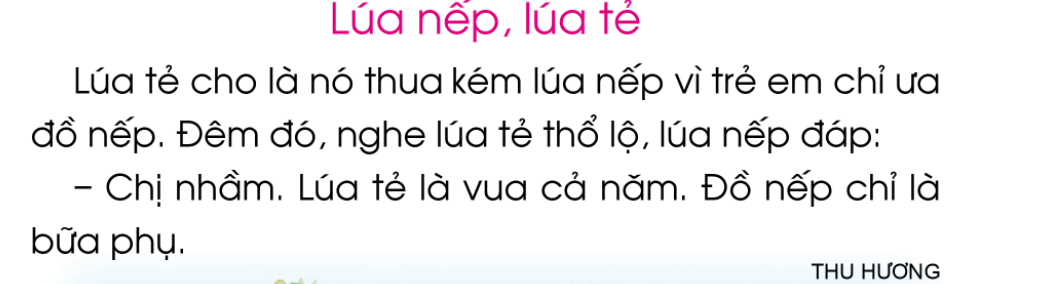 Lúa nếp, lúa tẻ
Lúa tẻ cho là nó thua kém lúa nếp vì trẻ em chỉ ưa
đồ nếp. Đêm đó, nghe lúa tẻ thổ lộ, lúa nếp đáp:
– Chị nhầm. Lúa tẻ là vua cả năm. Đồ nếp chỉ là
bữa phụ.
THU HƯƠNG